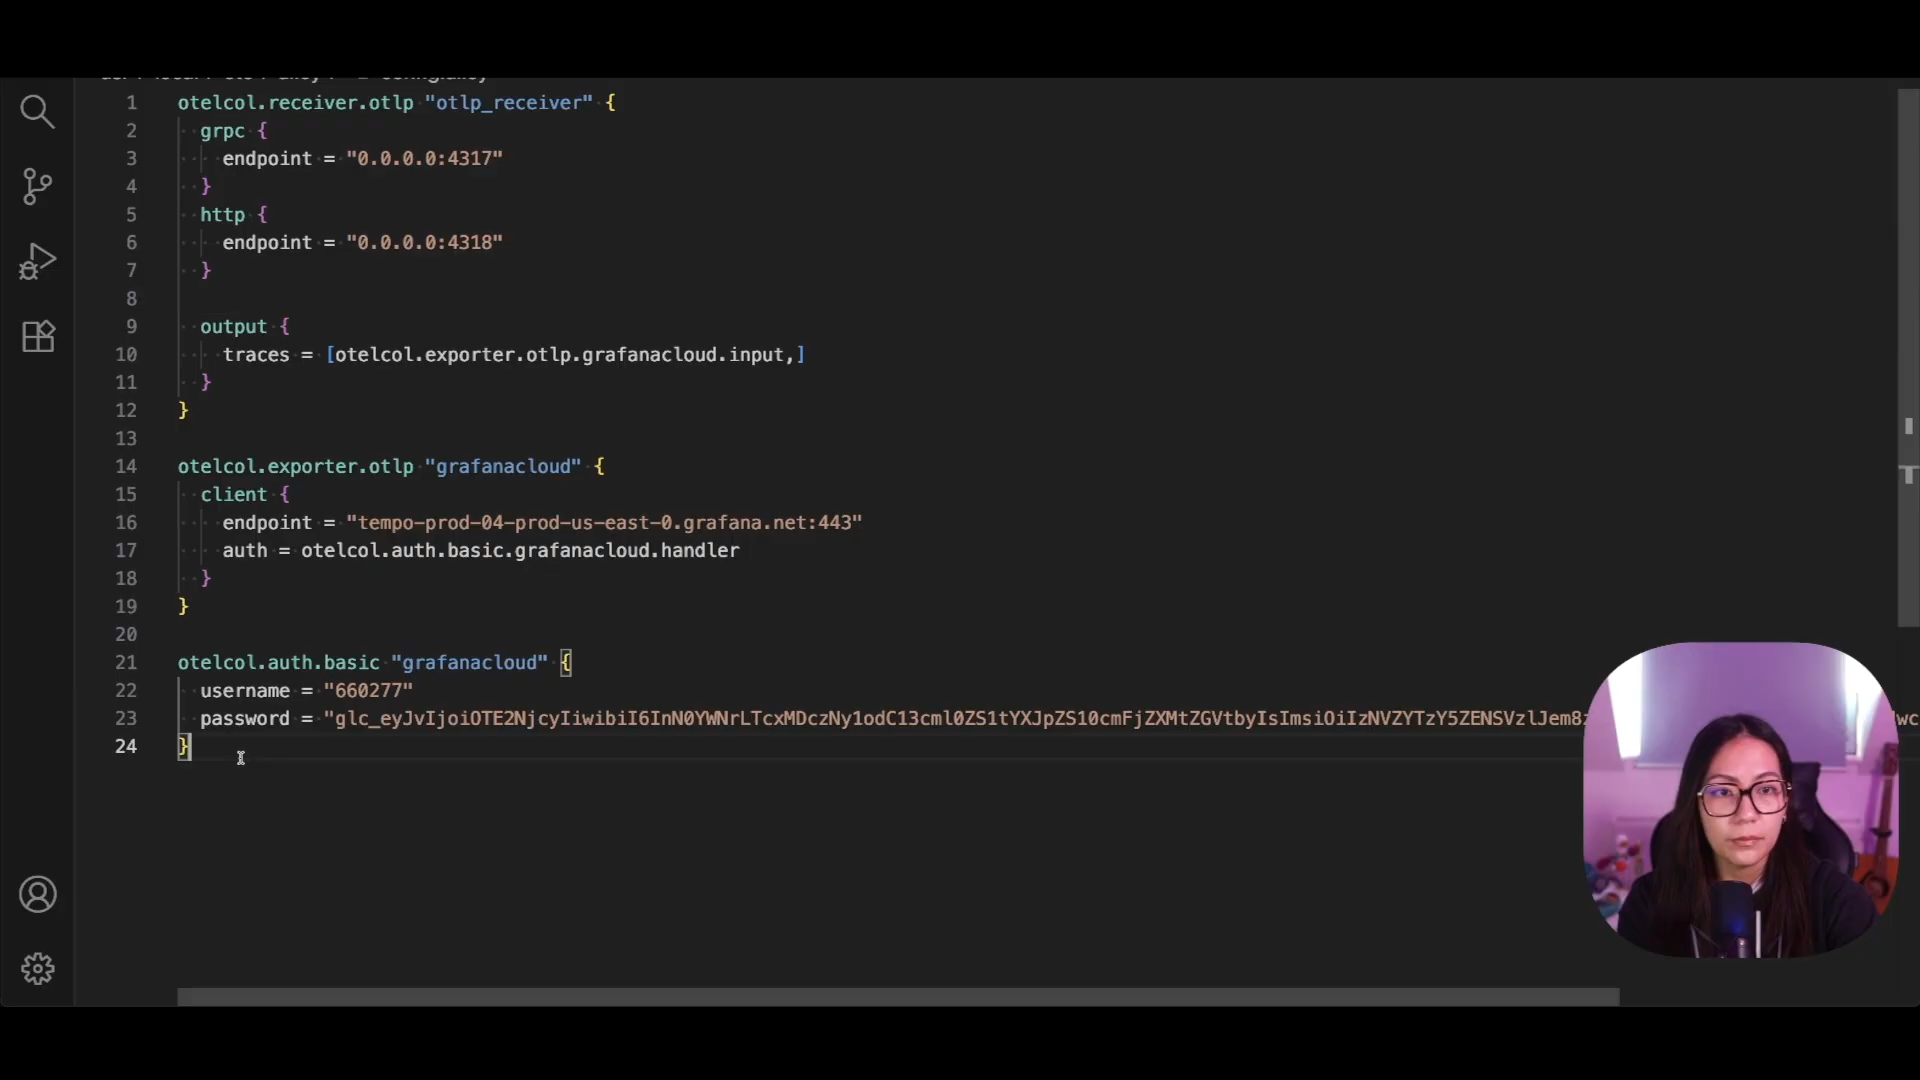 1 otelcol.receiver.otlp "otlp_receiver" {
2 grpc {
3 endpoint = "0.0.0.0:4317"
4 }
5 http {
6 endpoint = "0.0.0.0:4318"
7 }
8
9 output {
10 traces = [otelcol.exporter.otlp.grafanacloud.input,]
11 }
12 }
13
14 otelcol.exporter.otlp "grafanacloud" {
15 client {
16 endpoint = "tempo-prod-04-prod-us-east-0.grafana.net:443"
17 auth = otelcol.auth.basic.grafanacloud.handler
18 }
19 }
20
21 otelcol.auth.basic "grafanacloud" {
22 username = "660277"
23 password =
24 }